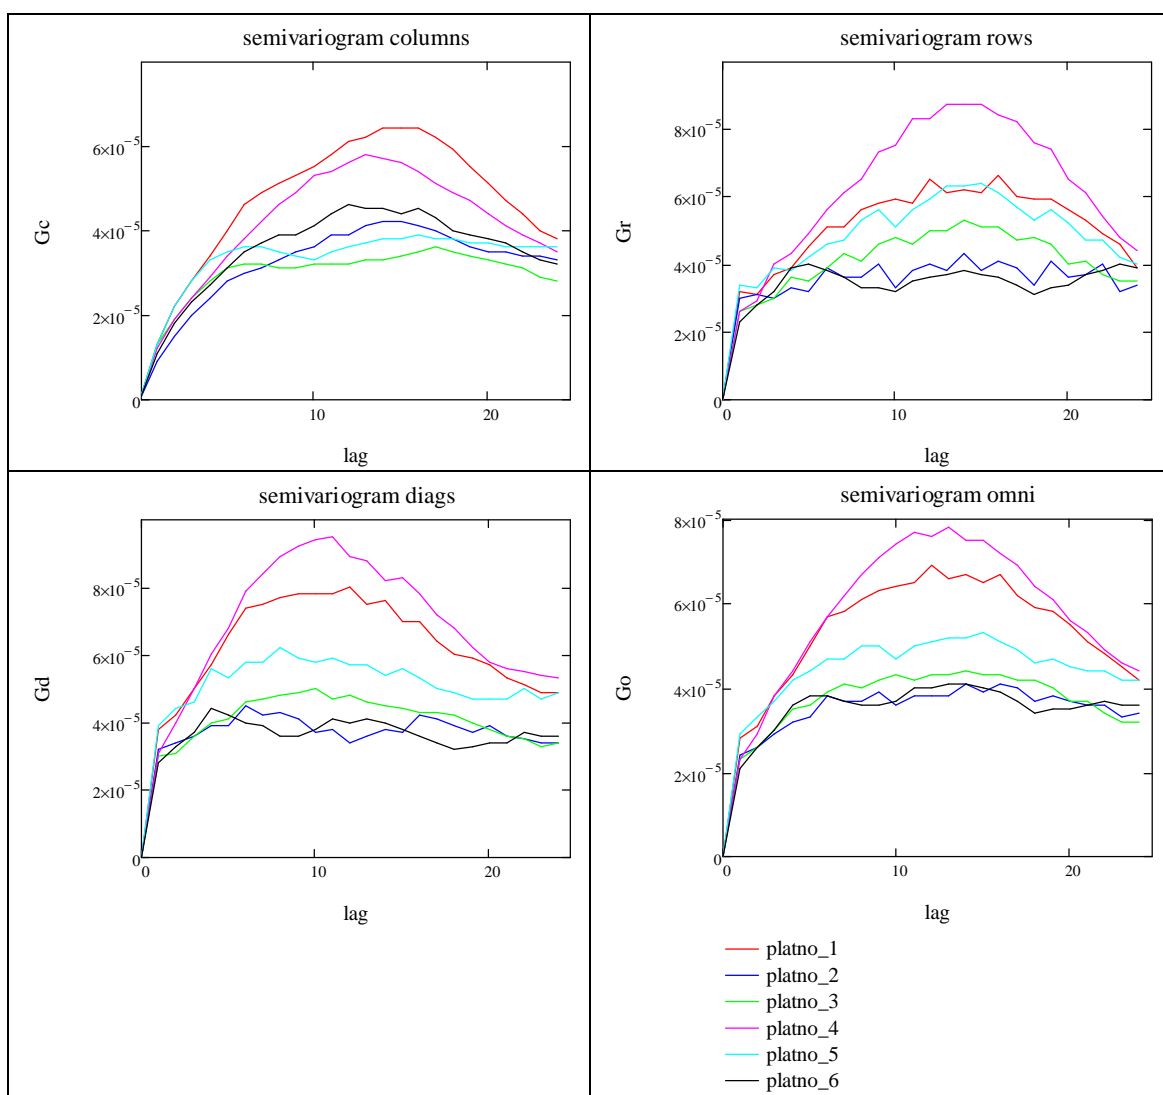 semivariogram columns
6×10⁻⁵
4×10⁻⁵
2×10⁻⁵
0
0
10
20
Gc
lag
semivariogram rows
8×10⁻⁵
6×10⁻⁵
4×10⁻⁵
2×10⁻⁵
0
0
10
20
Gr
lag
semivariogram diags
8×10⁻⁵
6×10⁻⁵
4×10⁻⁵
2×10⁻⁵
0
0
10
20
Gd
lag
semivariogram omni
8×10⁻⁵
6×10⁻⁵
4×10⁻⁵
2×10⁻⁵
0
0
10
20
Go
lag
platno_1
platno_2
platno_3
platno_4
platno_5
platno_6